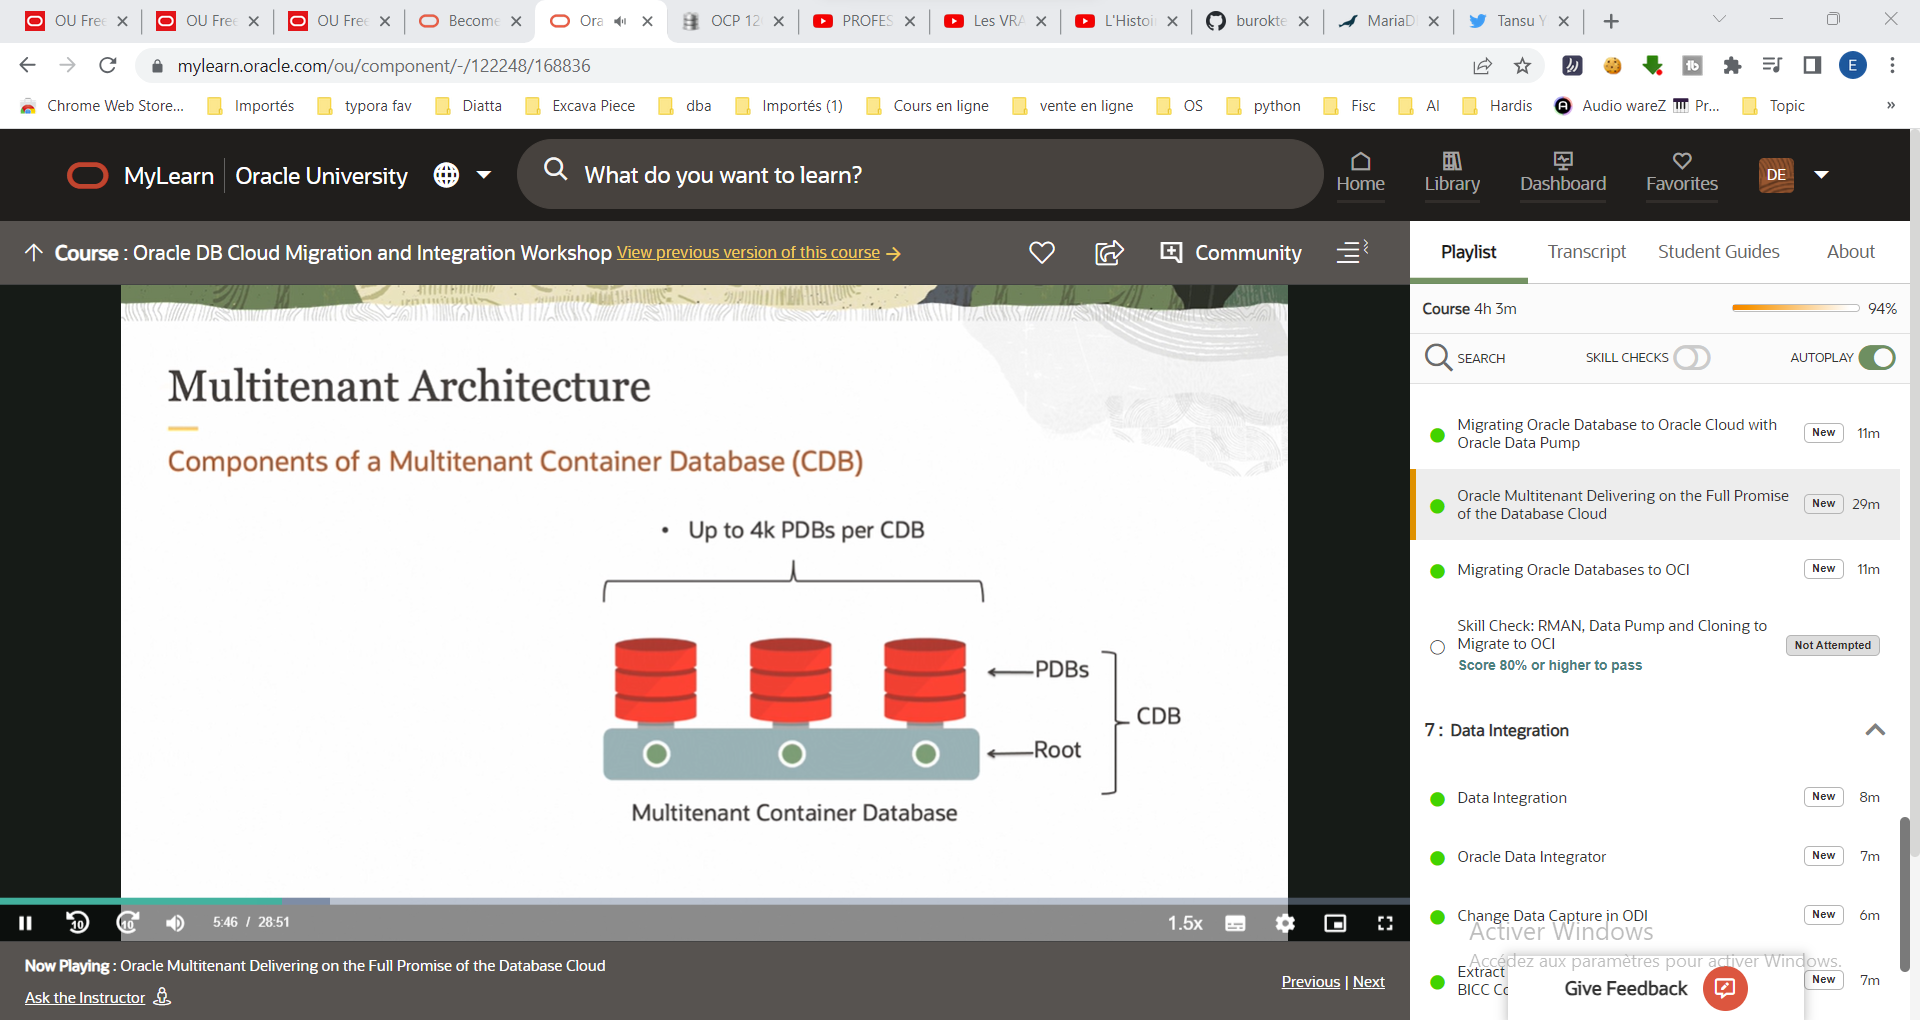 OU Free
OU Free
OU Free
Become
Ora
OCP 12
PROFES
Les VRA
L'Histoi
burokte
MariaD
Tansu Y
mylearn.oracle.com/ou/component/-/122248/168836
E
Chrome Web Store...
Importés
typora fav
Diatta
Excava Piece
dba
Importés (1)
Cours en ligne
vente en ligne
OS
python
Fisc
AI
Hardis
Audio wareZ
Pr...
Topic
»
MyLearn
Oracle University
What do you want to learn?
Home
Library
Dashboard
Favorites
DE
Course : Oracle DB Cloud Migration and Integration Workshop View previous version of this course
Community
Playlist
Transcript
Student Guides
About
Course 4h 3m
94%
SEARCH
SKILL CHECKS
AUTOPLAY
Multitenant Architecture
Components of a Multitenant Container Database (CDB)
• Up to 4k PDBs per CDB
PDBs
CDB
Root
Multitenant Container Database
Migrating Oracle Database to Oracle Cloud with
Oracle Data Pump
New
11m
Oracle Multitenant Delivering on the Full Promise
of the Database Cloud
New
29m
Migrating Oracle Databases to OCI
New
11m
Skill Check: RMAN, Data Pump and Cloning to
Migrate to OCI
Score 80% or higher to pass
Not Attempted
7 : Data Integration
Data Integration
New
8m
Oracle Data Integrator
New
7m
Change Data Capture in ODI
New
6m
Activer Windows
Accédez aux paramètres pour activer Windows.
Extract
BICC Co
New
7m
Give Feedback
10
10
5:46 / 28:51
1.5x
Now Playing : Oracle Multitenant Delivering on the Full Promise of the Database Cloud
Ask the Instructor
Previous | Next